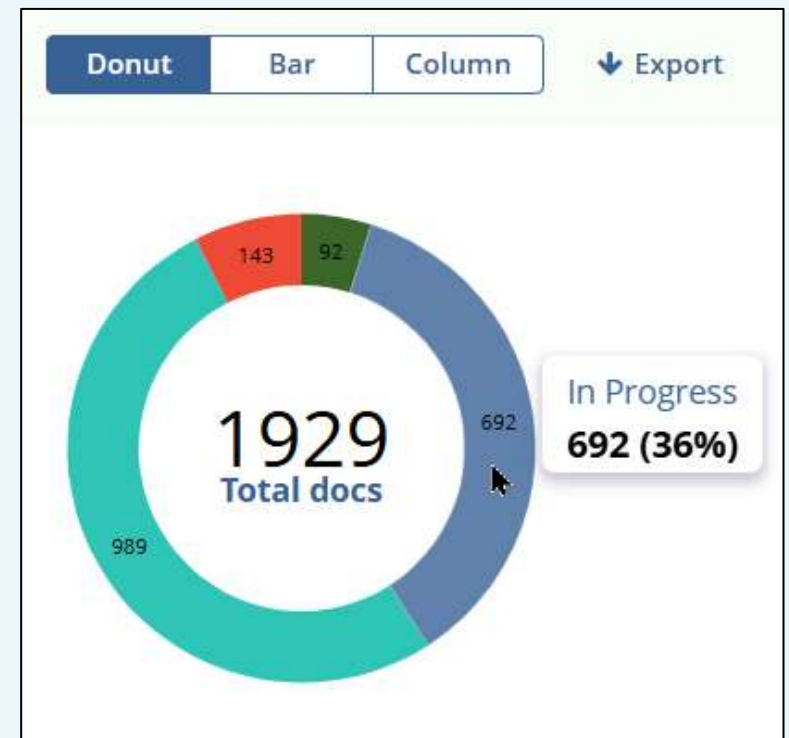 Donut Bar Column Export
143 92
692
In Progress
692 (36%)
1929
Total docs
989